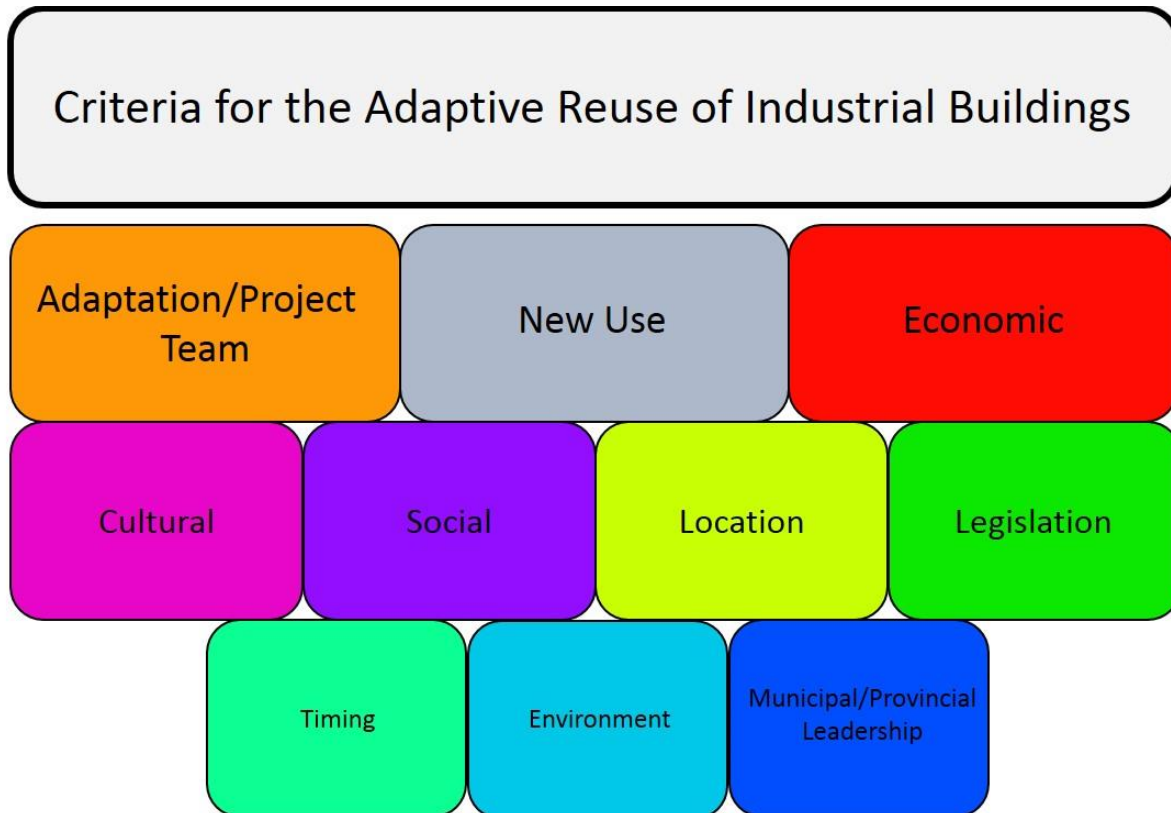 Criteria for the Adaptive Reuse of Industrial Buildings
Adaptation/Project
Team
New Use
Economic
Cultural
Social
Location
Legislation
Timing
Environment
Municipal/Provincial
Leadership